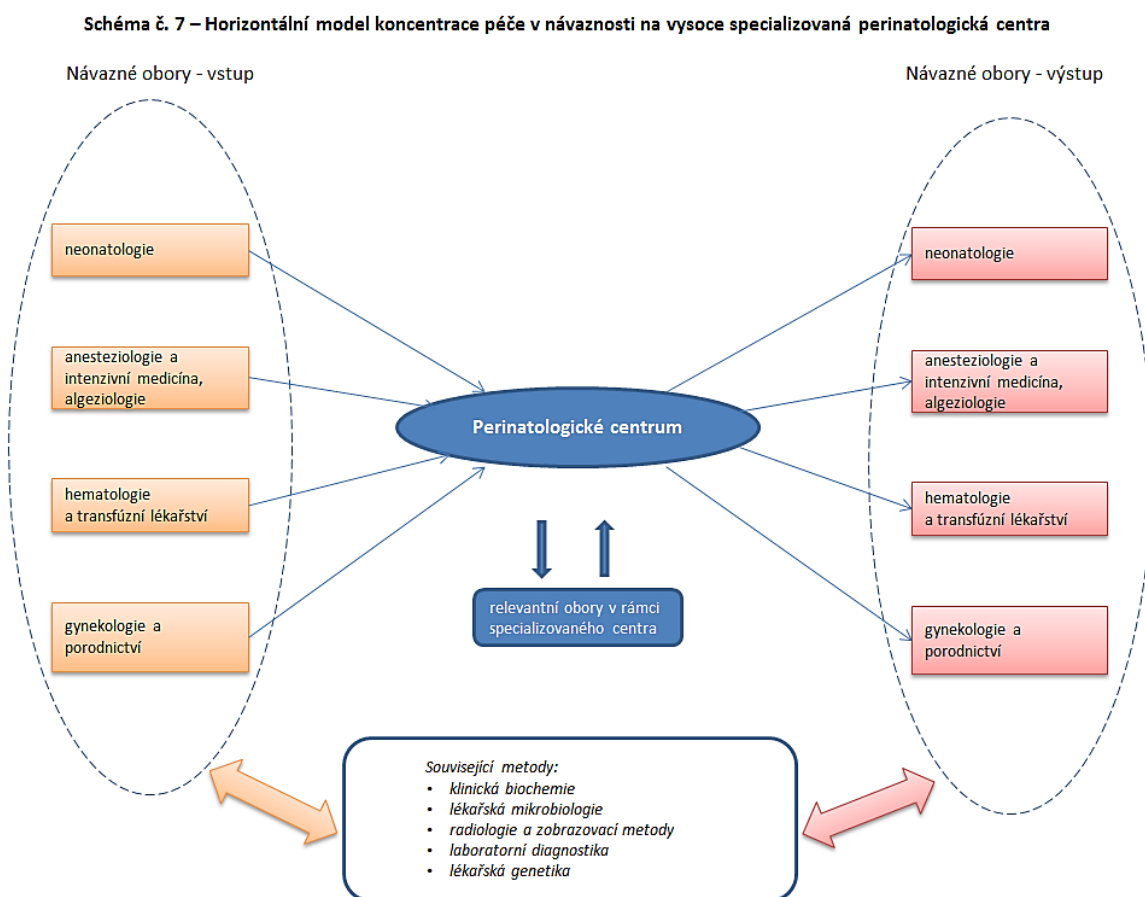 Schéma č. 7 – Horizontální model koncentrace péče v návaznosti na vysoce specializovaná perinatologická centra
Návazné obory - vstup
Návazné obory - výstup
neonatologie
anesteziologie a
intenzivní medicína,
algeziologie
hematologie
a transfúzní lékařství
gynekologie a
porodnictví
Perinatologické centrum
relevantní obory v rámci
specializovaného centra
neonatologie
anesteziologie a
intenzivní medicína,
algeziologie
hematologie
a transfúzní lékařství
gynekologie a
porodnictví
Související metody:
• klinická biochemie
• lékařská mikrobiologie
• radiologie a zobrazovací metody
• laboratorní diagnostika
• lékařská genetika